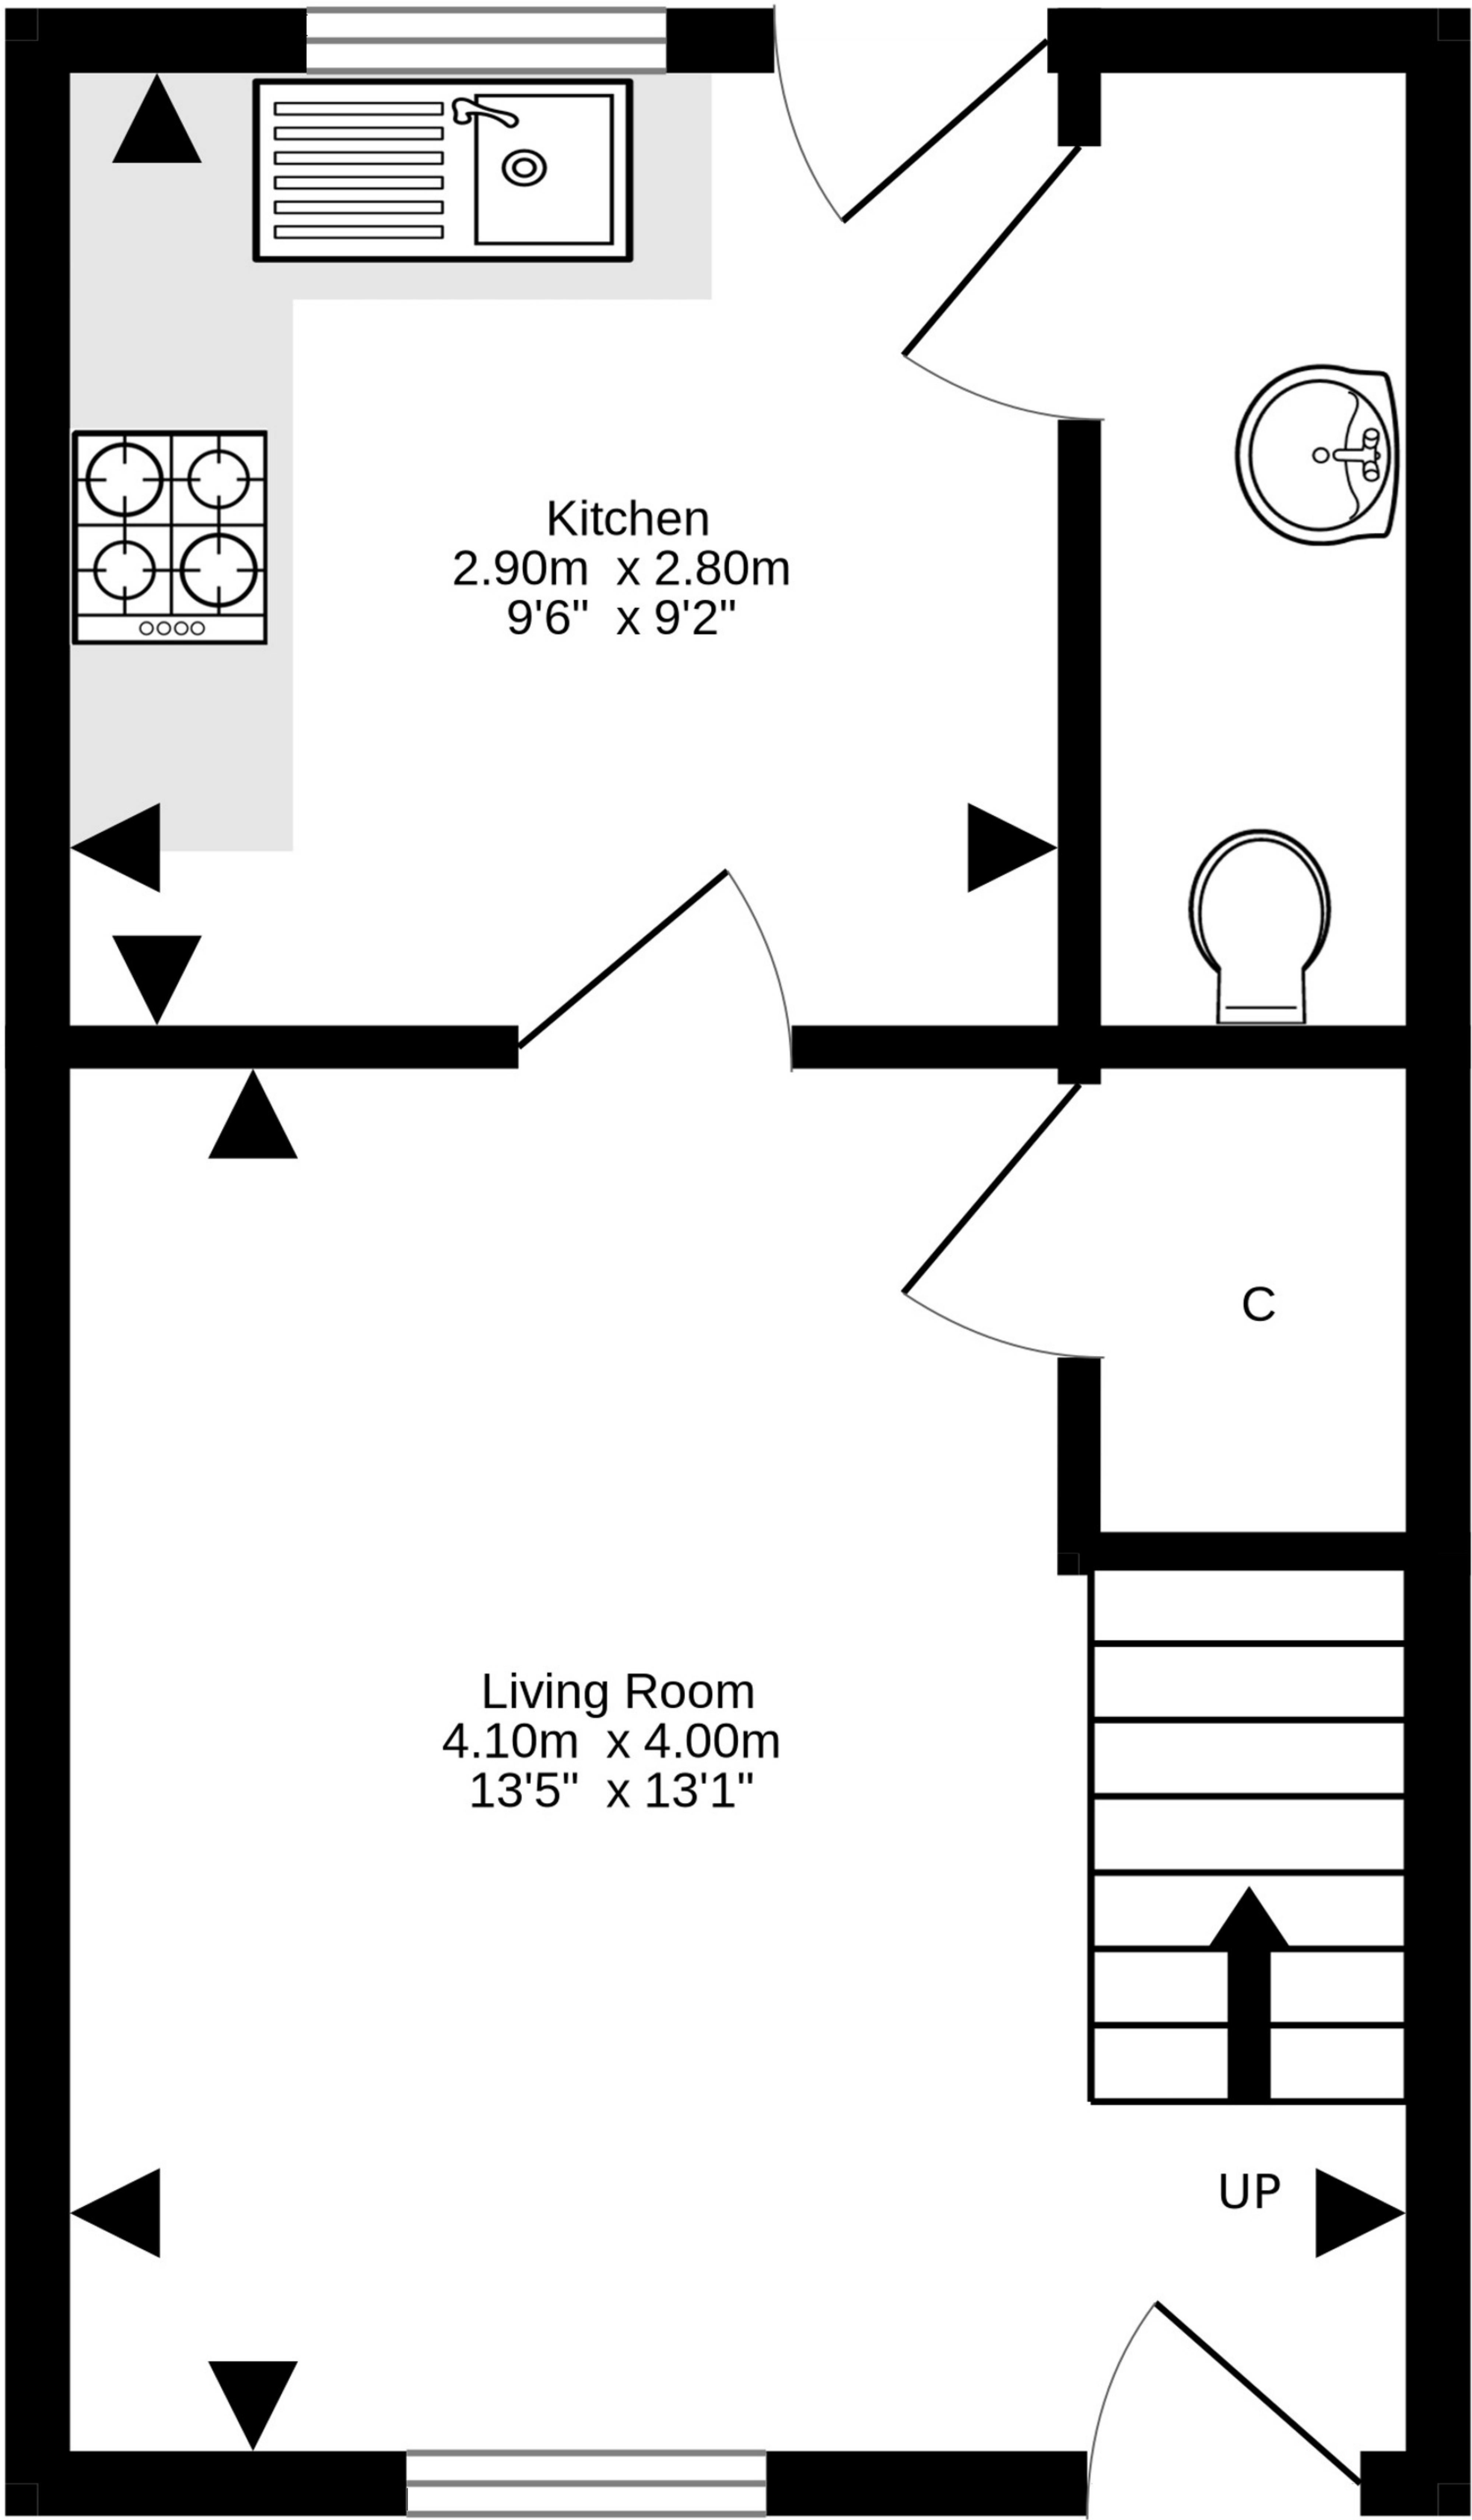 Kitchen
2.90m x 2.80m
9'6" x 9'2"
C
Living Room
4.10m x 4.00m
13'5" x 13'1"
UP